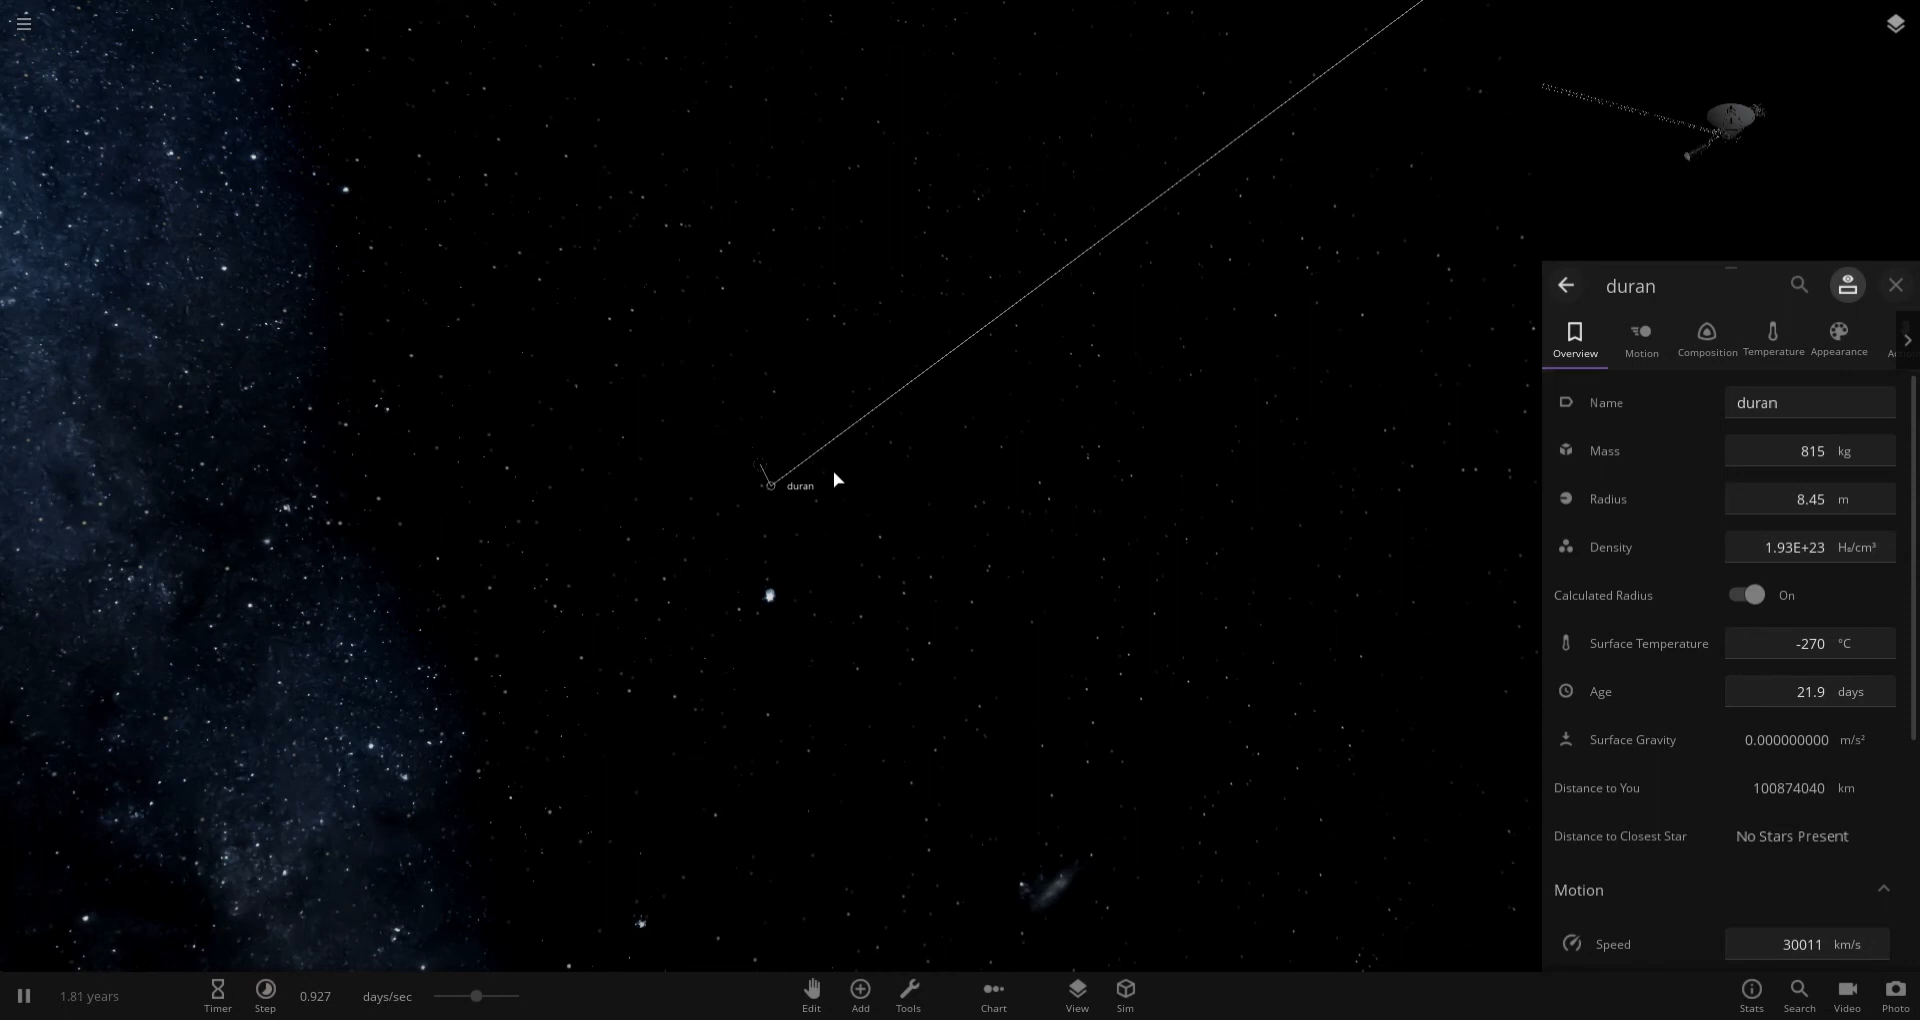 duran
Overview
Motion
Composition
Temperature
Appearance
Name duran
Mass 815 kg
Radius 8.45 m
Density 1.93E+23 H₂/cm³
Calculated Radius On
Surface Temperature -270 °C
Age 21.9 days
Surface Gravity 0.000000000 m/s²
Distance to You 100874040 km
Distance to Closest Star No Stars Present
Motion
Speed 30011 km/s
duran
1.81 years
Timer
Step
0.927 days/sec
Edit
Add
Tools
Chart
View
Sim
Stats
Search
Video
Photo